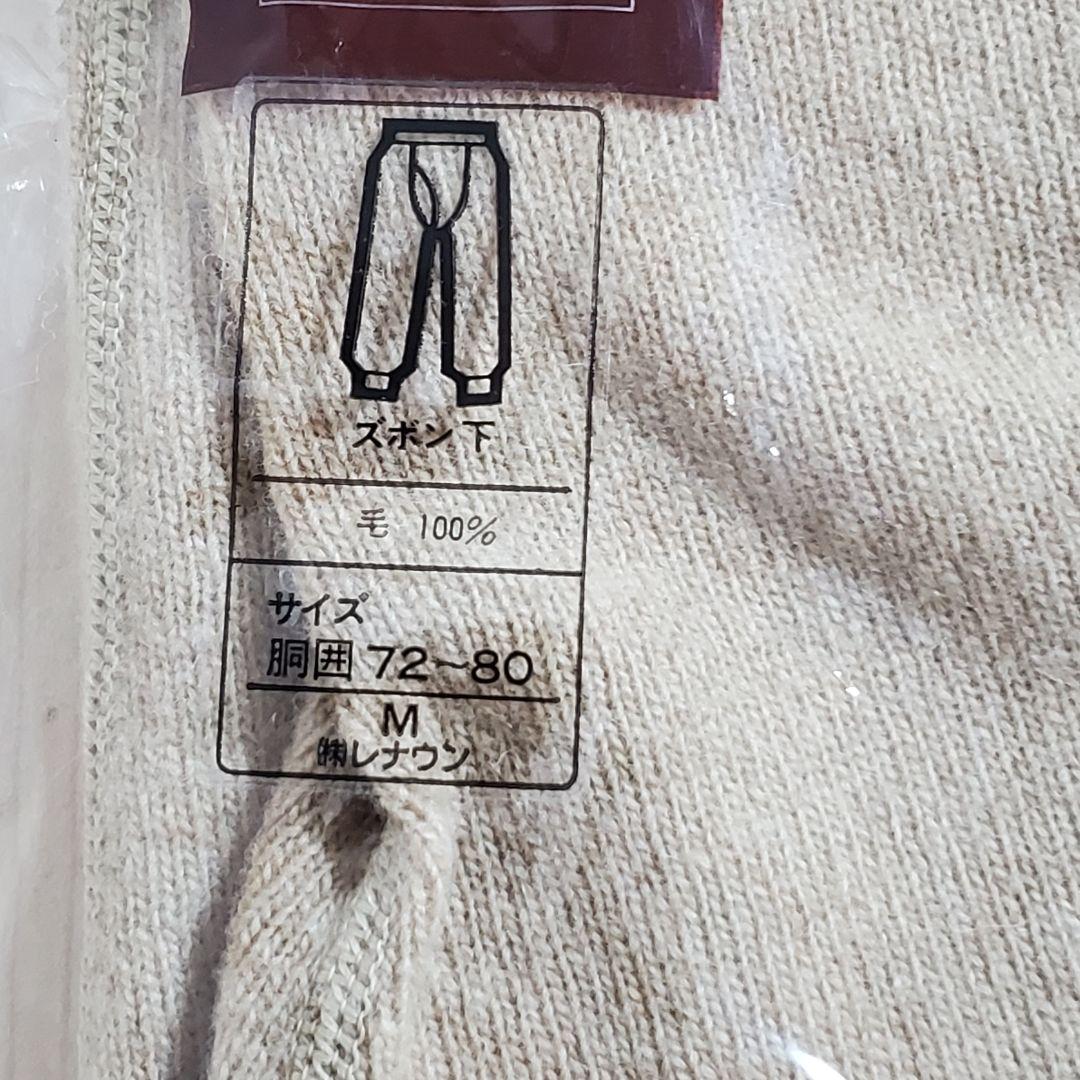 ズボン下
毛 100%
サイズ
胴囲 72~80
M
㈱レナウン